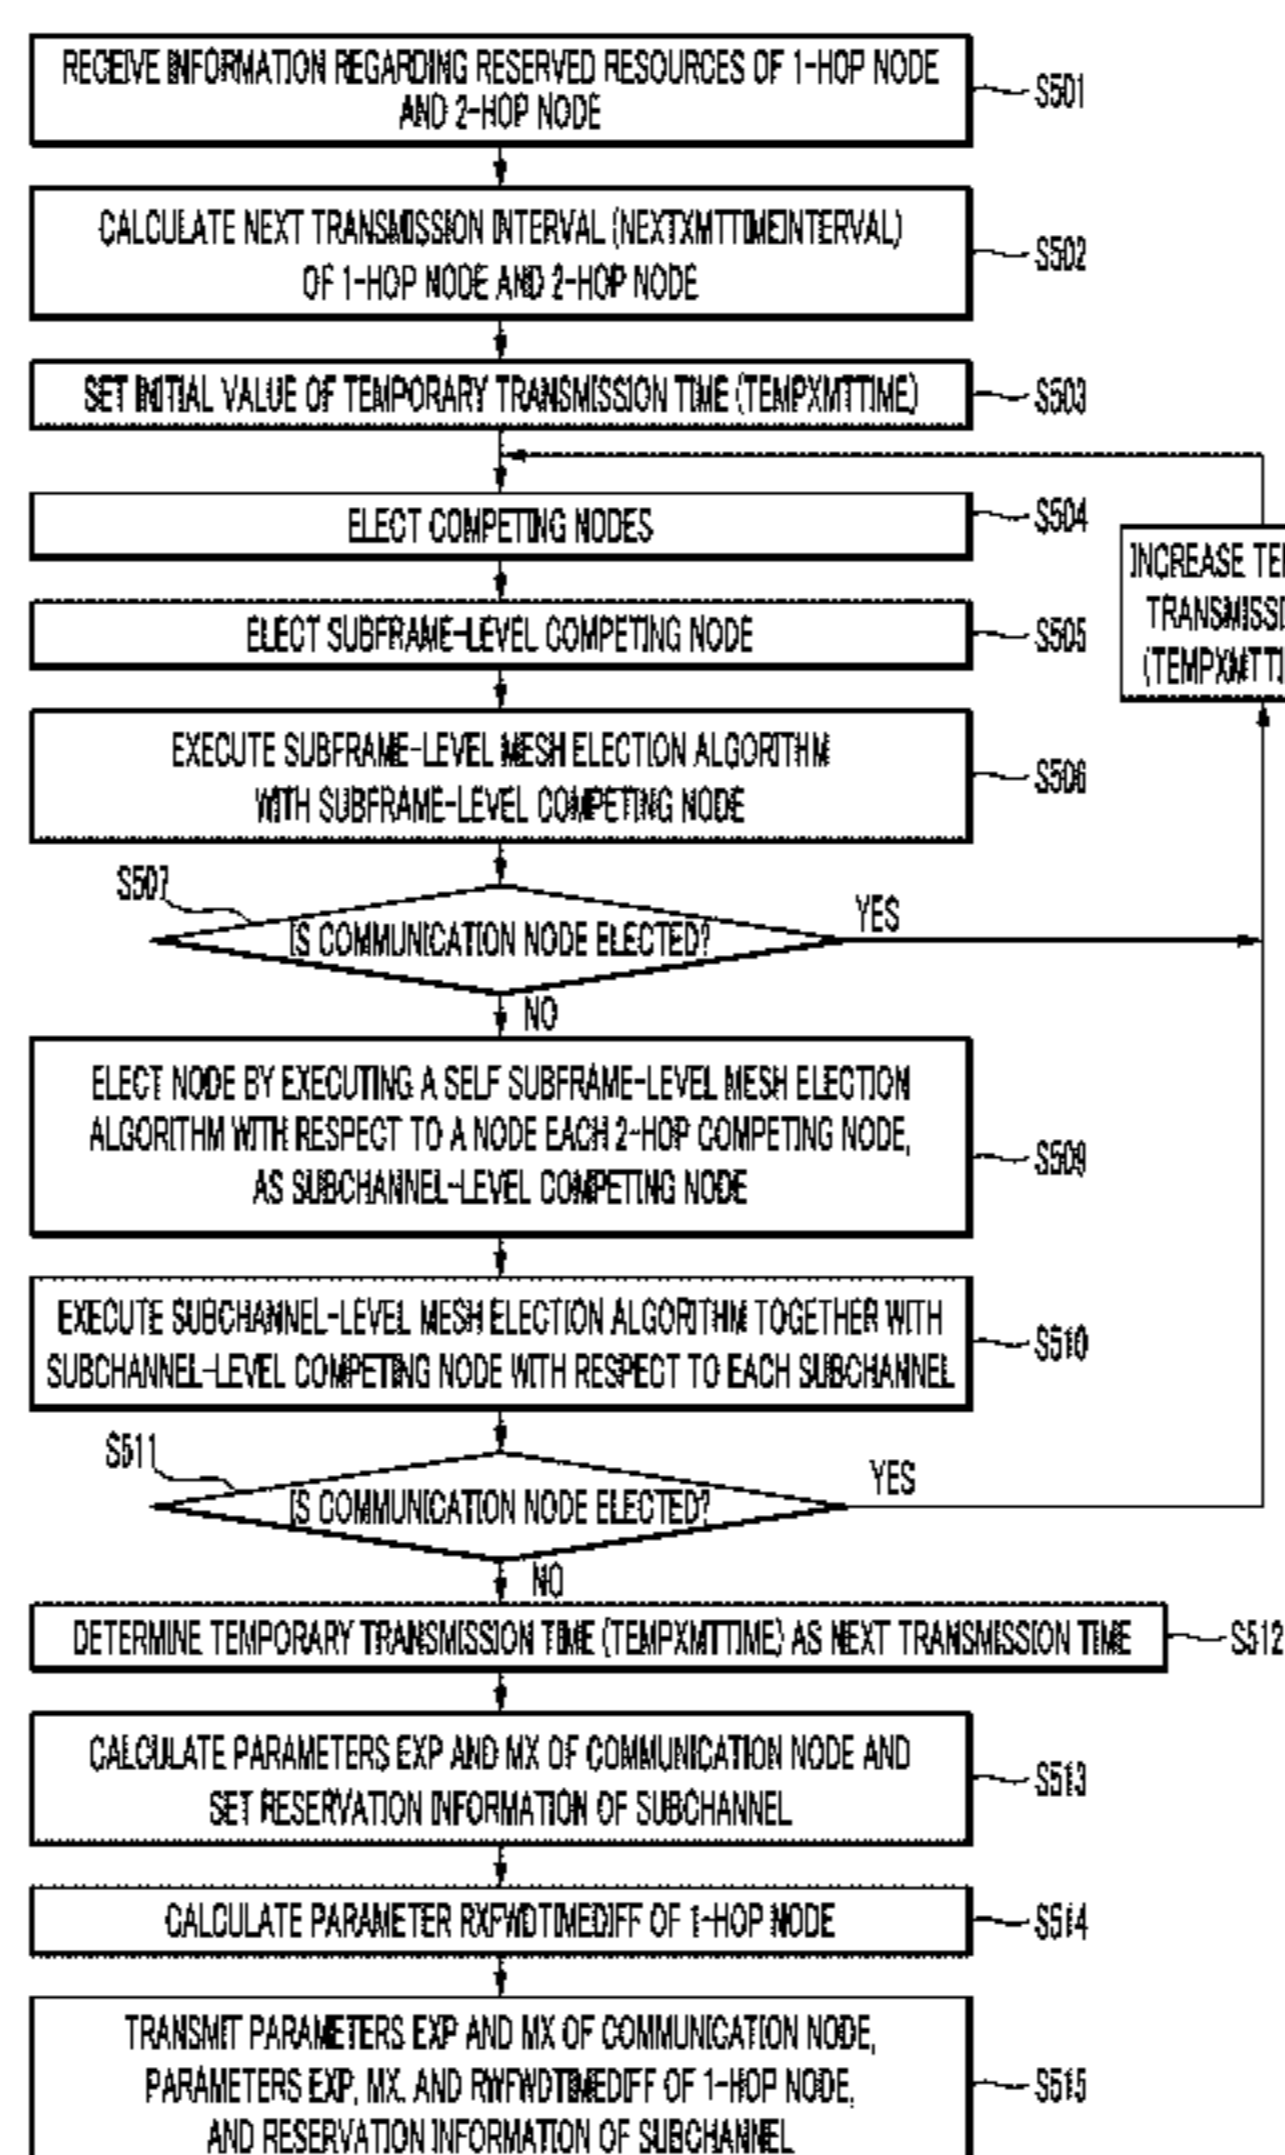 RECEIVE INFORMATION REGARDING RESERVED RESOURCES OF 1-HOP NODE
AND 2-HOP NODE
S501
CALCULATE NEXT TRANSMISSION INTERVAL (NEXTXMTTIMEINTERVAL)
OF 1-HOP NODE AND 2-HOP NODE
S502
SET INITIAL VALUE OF TEMPORARY TRANSMISSION TIME (TEMPXMTTIME)
S503
ELECT COMPETING NODES
S504
INCREASE TE
TRANSMISS
(TEMPXMTTI
ELECT SUBFRAME-LEVEL COMPETING NODE
S505
EXECUTE SUBFRAME-LEVEL MESH ELECTION ALGORITHM
WITH SUBFRAME-LEVEL COMPETING NODE
S506
S507
IS COMMUNICATION NODE ELECTED?
YES
NO
ELECT NODE BY EXECUTING A SELF SUBFRAME-LEVEL MESH ELECTION
ALGORITHM WITH RESPECT TO A NODE EACH 2-HOP COMPETING NODE,
AS SUBCHANNEL-LEVEL COMPETING NODE
S509
EXECUTE SUBCHANNEL-LEVEL MESH ELECTION ALGORITHM TOGETHER WITH
SUBCHANNEL-LEVEL COMPETING NODE WITH RESPECT TO EACH SUBCHANNEL
S510
S511
IS COMMUNICATION NODE ELECTED?
YES
NO
DETERMINE TEMPORARY TRANSMISSION TIME (TEMPXMTTIME) AS NEXT TRANSMISSION TIME
S512
CALCULATE PARAMETERS EXP AND MX OF COMMUNICATION NODE AND
SET RESERVATION INFORMATION OF SUBCHANNEL
S513
CALCULATE PARAMETER RXFWDTIMEDIFF OF 1-HOP NODE
S514
TRANSMIT PARAMETERS EXP AND MX OF COMMUNICATION NODE,
PARAMETERS EXP, MX, AND RWFWDTIMEDIFF OF 1-HOP NODE,
AND RESERVATION INFORMATION OF SUBCHANNEL
S515